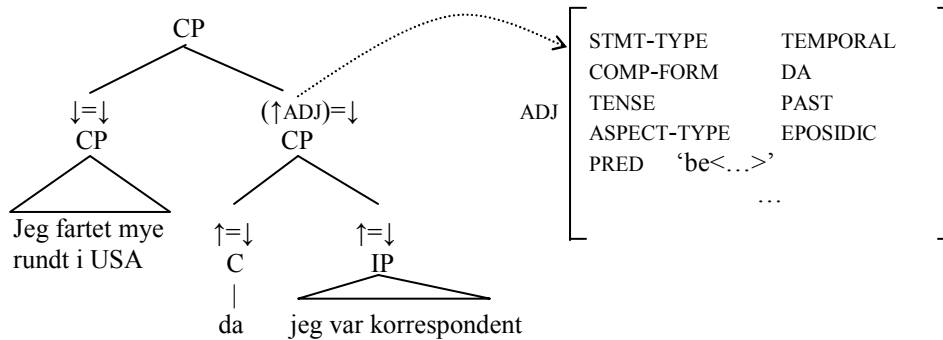 CP
STMT-TYPE TEMPORAL
COMP-FORM DA
TENSE PAST
ADJ
ASPECT-TYPE EPOSIDIC
PRED ‘be<…>’
…
↓=↓ (↑ADJ)=↓
CP CP
Jeg fartet mye
rundt i USA
↑=↓ ↑=↓
C IP
da jeg var korrespondent